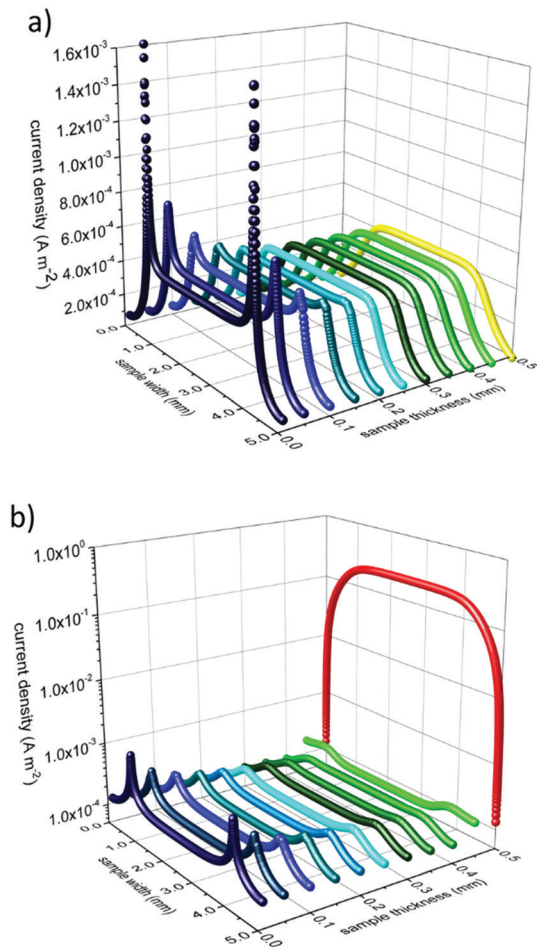 a)
1.6x10⁻³
1.4x10⁻³
1.2x10⁻³
1.0x10⁻³
8.0x10⁻⁴
6.0x10⁻⁴
4.0x10⁻⁴
2.0x10⁻⁴
current density (A m⁻²)
0.0
1.0
2.0
3.0
4.0
5.0
sample width (mm)
0.0
0.1
0.2
0.3
0.4
0.5
sample thickness (mm)
b)
1.0x10⁰
1.0x10⁻¹
1.0x10⁻²
1.0x10⁻³
1.0x10⁻⁴
current density (A m⁻²)
0.0
1.0
2.0
3.0
4.0
5.0
sample width (mm)
0.0
0.1
0.2
0.3
0.4
0.5
sample thickness (mm)